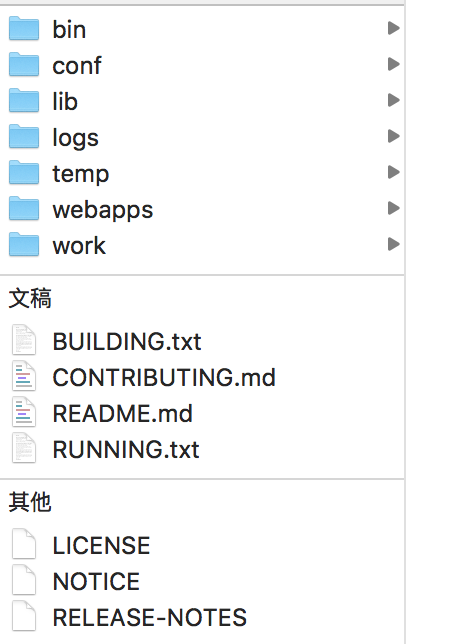 bin
conf
lib
logs
temp
webapps
work
文稿
BUILDING.txt
CONTRIBUTING.md
README.md
RUNNING.txt
其他
LICENSE
NOTICE
RELEASE-NOTES